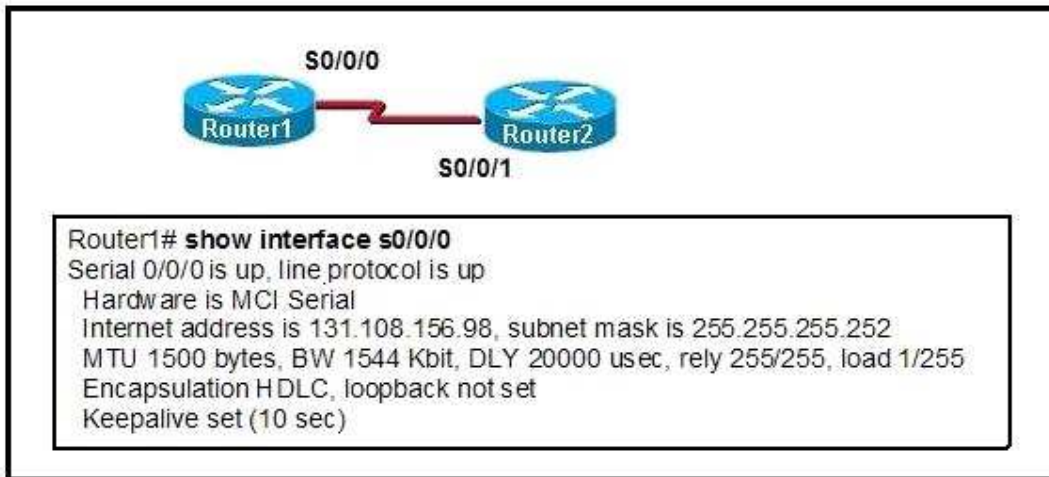 S0/0/0
Router1
Router2
S0/0/1
Router1# show interface s0/0/0
Serial 0/0/0 is up, line protocol is up
Hardware is MCI Serial
Internet address is 131.108.156.98, subnet mask is 255.255.255.252
MTU 1500 bytes, BW 1544 Kbit, DLY 20000 usec, rely 255/255, load 1/255
Encapsulation HDLC, loopback not set
Keepalive set (10 sec)